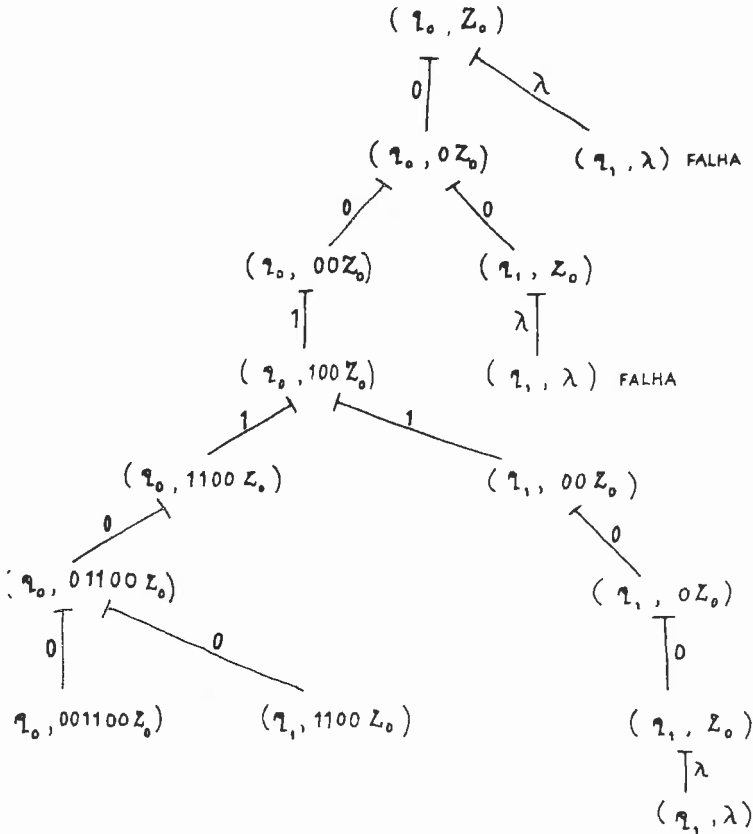 (q₀, Z₀)
0 λ
(q₀, 0Z₀) (q₁, λ) FALHA
0 0
(q₀, 00Z₀) (q₁, Z₀)
1 λ
(q₀, 100Z₀) (q₁, λ) FALHA
1 1
(q₀, 1100Z₀) (q₁, 00Z₀)
0 0
(q₀, 01100Z₀) (q₁, 0Z₀)
0 0 0
q₀, 001100Z₀) (q₁, 1100Z₀) (q₁, Z₀)
λ
(q₁, λ)